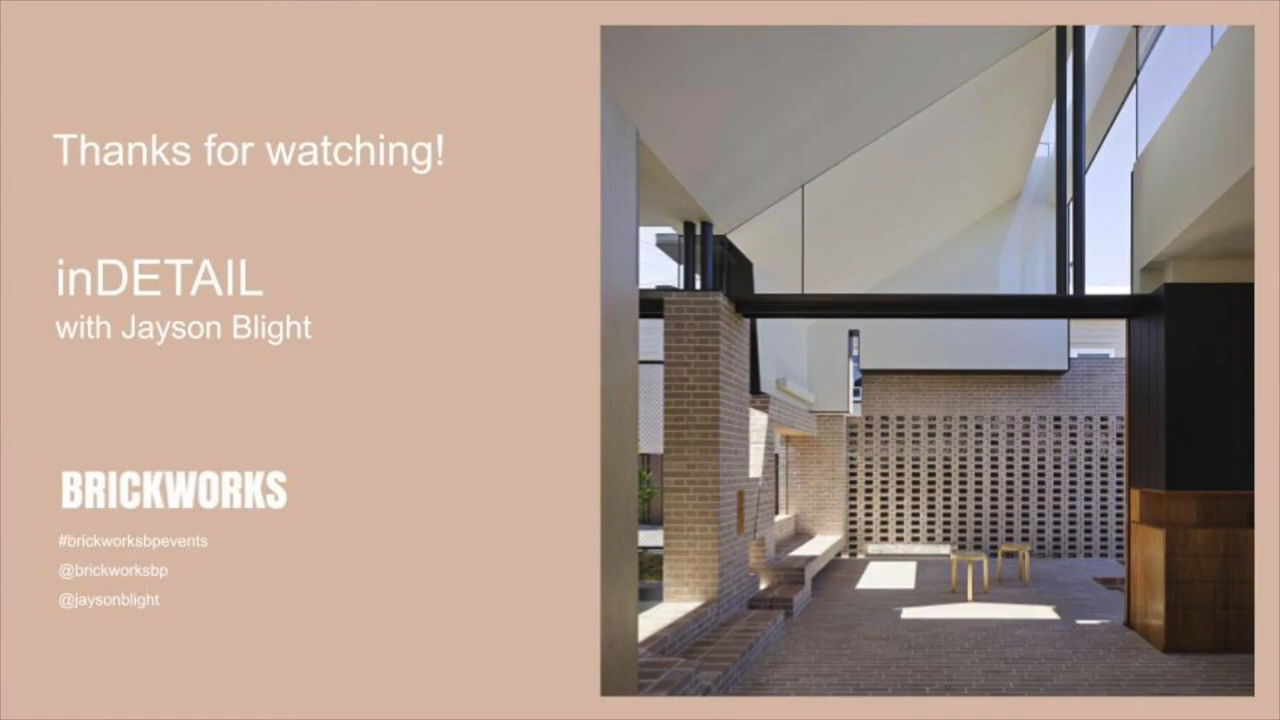 Thanks for watching!
inDETAIL
with Jayson Blight
BRICKWORKS
#brickworksbpevents
@brickworksbp
@jaysonblight